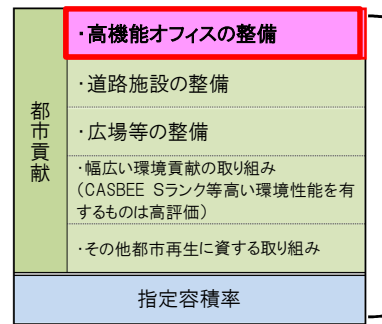 ・高機能オフィスの整備
都市貢献
・道路施設の整備
・広場等の整備
・幅広い環境貢献の取り組み
（CASBEE Sランク等高い環境性能を有
するものは高評価）
・その他都市再生に資する取り組み
指定容積率